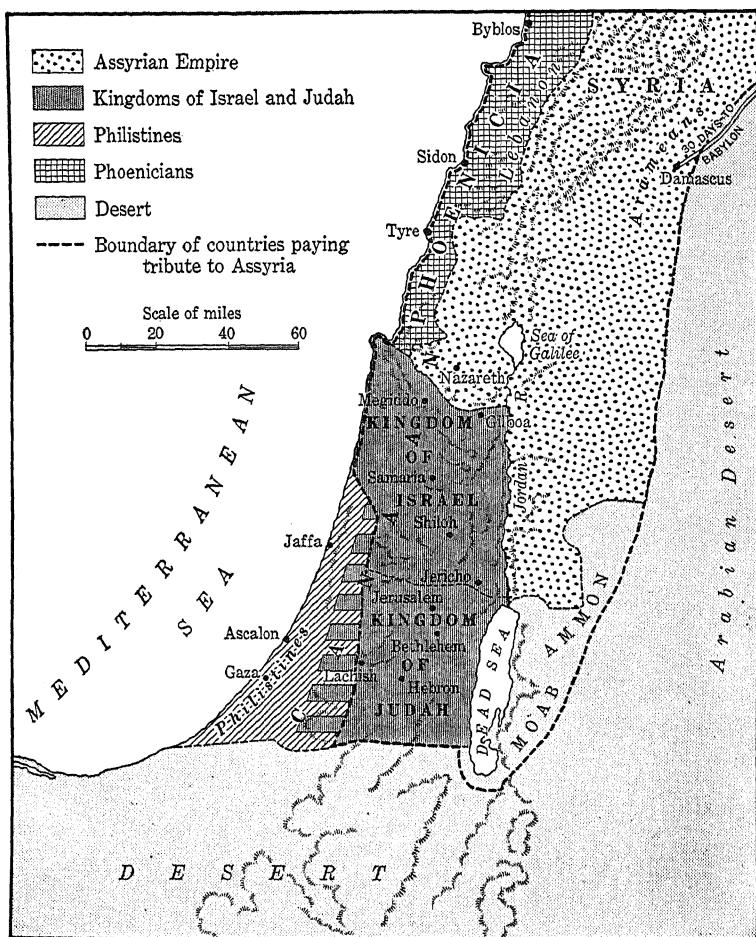 Assyrian Empire
Kingdoms of Israel and Judah
Philistines
Phoenicians
Desert
Boundary of countries paying
tribute to Assyria
Scale of miles
0 20 40 60
Byblos
PHOENICIA
Lebanon
SYRIA
Arameans
30 DAYS TO
BABYLON
Damascus
Sidon
Tyre
Sea of
Galilee
Nazareth
Megiddo
Gilboa
KINGDOM
OF
ISRAEL
Samaria
Shiloh
Jordan R.
CANAAN
MEDITERRANEAN
SEA
Jaffa
Jericho
Jerusalem
KINGDOM
OF
JUDAH
Bethlehem
Ascalon
Gaza
Philistines
Lachish
Hebron
DEAD SEA
AMMON
MOAB
Arabian Desert
DESERT